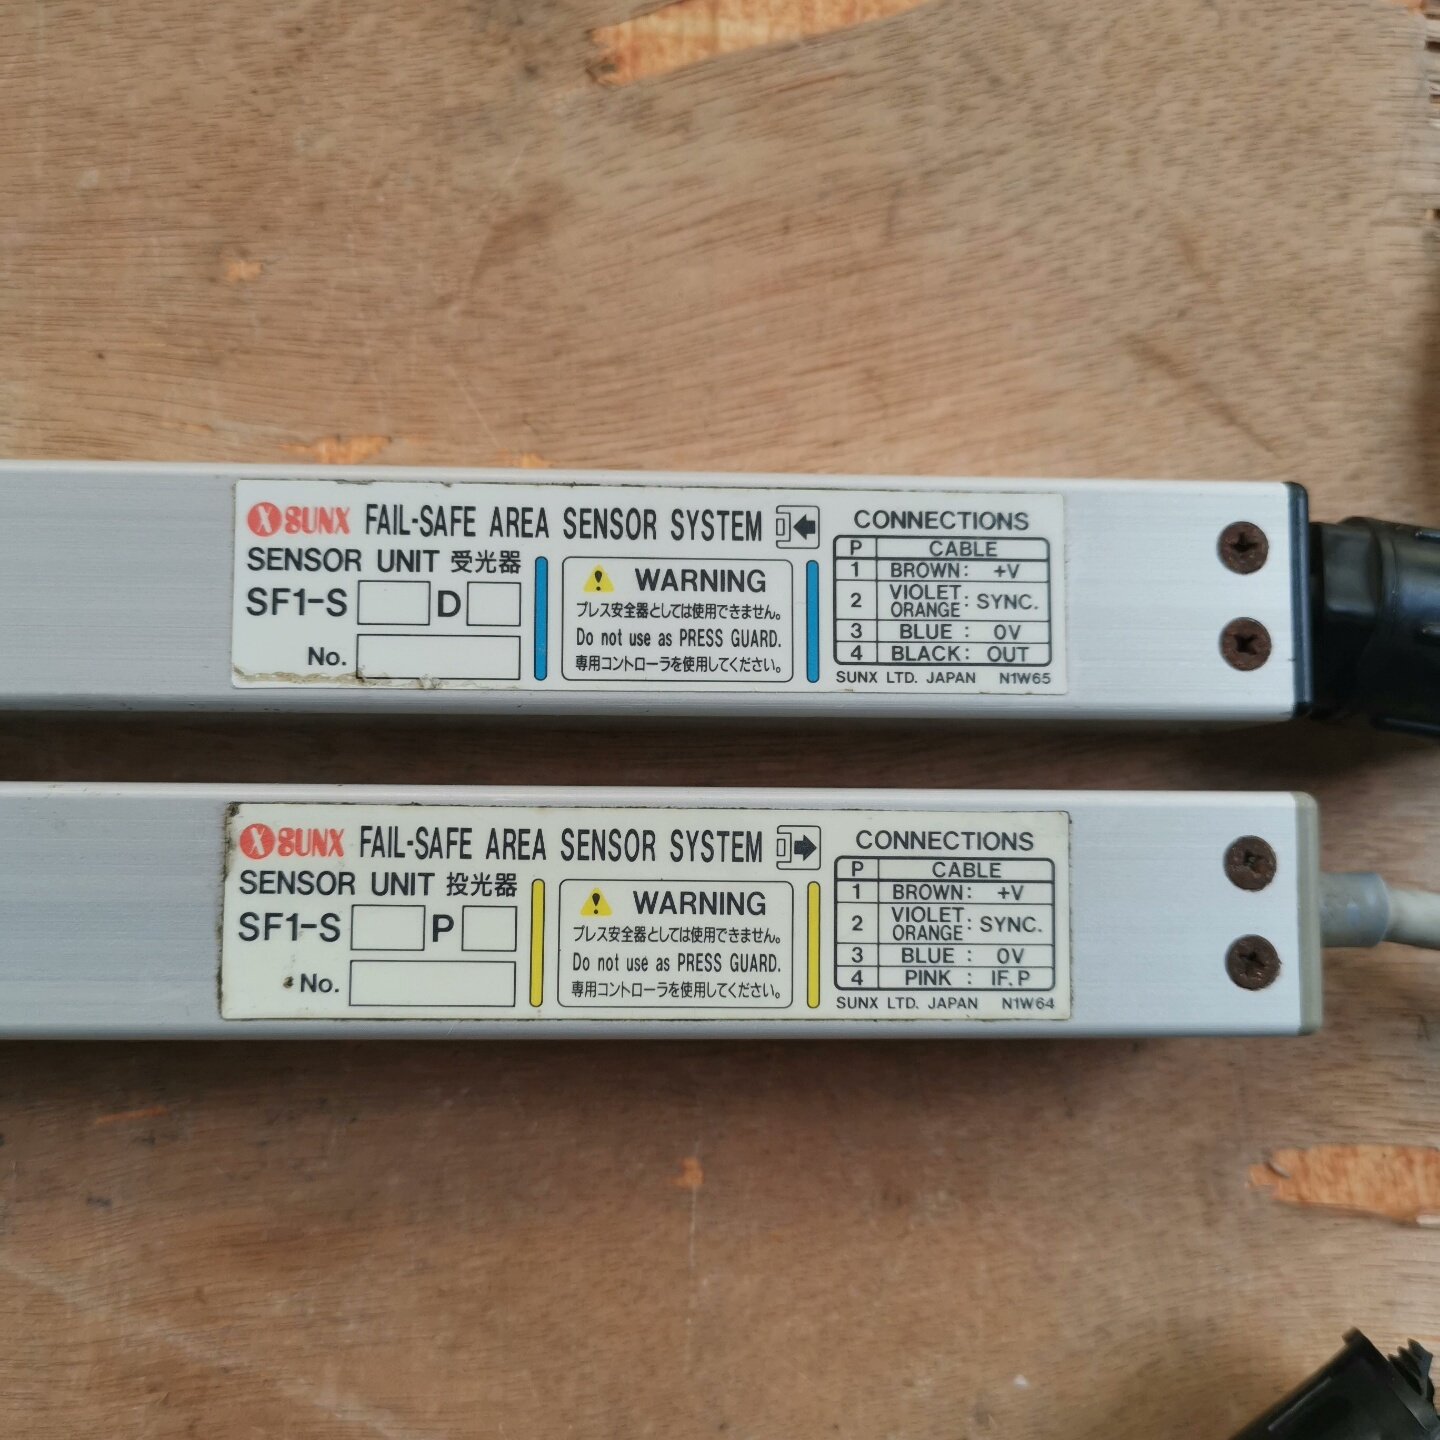 SUNX FAIL-SAFE AREA SENSOR SYSTEM
SENSOR UNIT 受光器
SF1-S D
No.
WARNING
プレス安全器としては使用できません。
Do not use as PRESS GUARD.
専用コントローラを使用してください。
CONNECTIONS
P CABLE
1 BROWN: +V
2 VIOLET ORANGE: SYNC.
3 BLUE: 0V
4 BLACK: OUT
SUNX LTD. JAPAN N1W65
SUNX FAIL-SAFE AREA SENSOR SYSTEM
SENSOR UNIT 投光器
SF1-S P
No.
WARNING
プレス安全器としては使用できません。
Do not use as PRESS GUARD.
専用コントローラを使用してください。
CONNECTIONS
P CABLE
1 BROWN: +V
2 VIOLET ORANGE: SYNC.
3 BLUE : 0V
4 PINK : IF. P
SUNX LTD. JAPAN N1W64